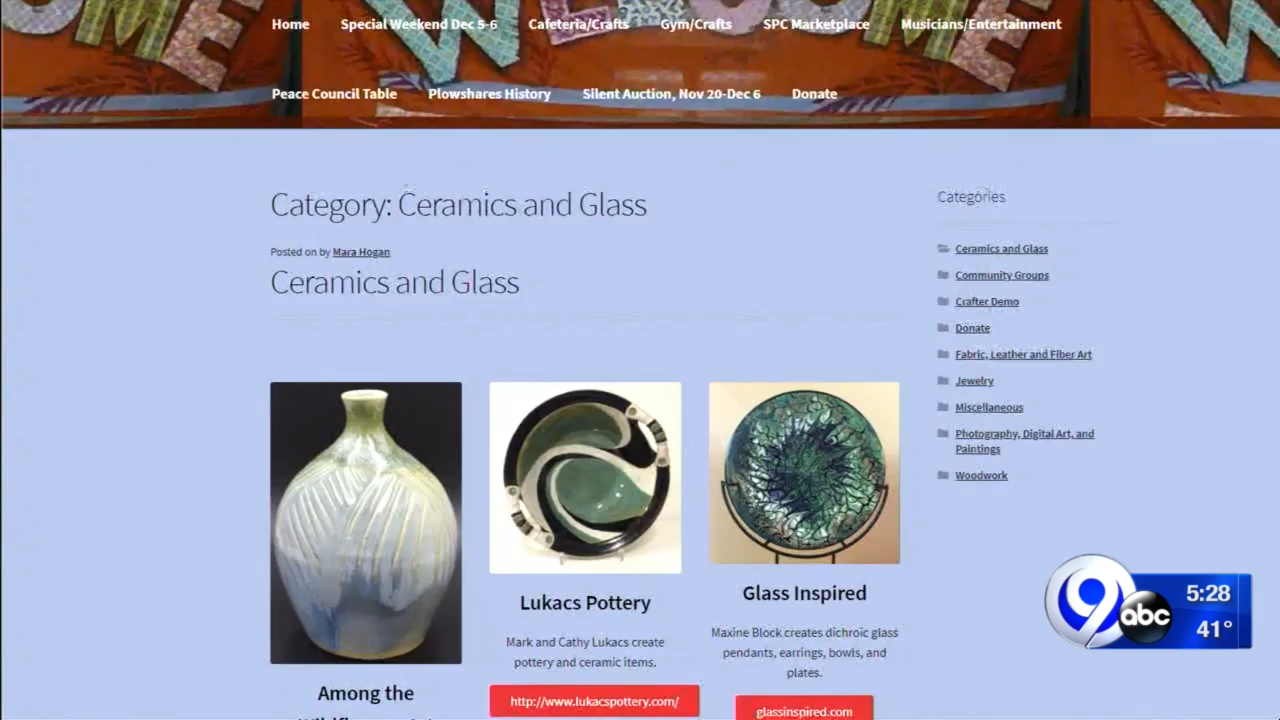 OME
WE
OME
W
Home
Special Weekend Dec 5-6
Cafeteria/Crafts
Gym/Crafts
SPC Marketplace
Musicians/Entertainment
Peace Council Table
Plowshares History
Silent Auction, Nov 20-Dec 6
Donate
Category: Ceramics and Glass
Posted on by Mara Hogan
Ceramics and Glass
Among the
Lukacs Pottery
Mark and Cathy Lukacs create
pottery and ceramic items.
http://www.lukacspottery.com/
Glass Inspired
Maxine Block creates dichroic glass
pendants, earrings, bowls, and
plates.
glassinspired.com
Categories
Ceramics and Glass
Community Groups
Crafter Demo
Donate
Fabric, Leather and Fiber Art
Jewelry
Miscellaneous
Photography, Digital Art, and
Paintings
Woodwork
9
abc
5:28
41°